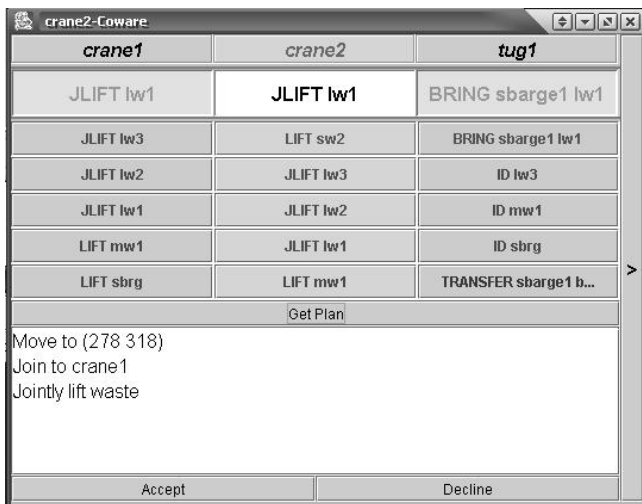 crane2-Coware
crane1 crane2 tug1
JLIFT lw1 JLIFT lw1 BRING sbarge1 lw1
JLIFT lw3 LIFT sw2 BRING sbarge1 lw1
JLIFT lw2 JLIFT lw3 ID lw3
JLIFT lw1 JLIFT lw2 ID mw1
LIFT mw1 JLIFT lw1 ID sbrg
LIFT sbrg LIFT mw1 TRANSFER sbarge1 b...
>
Get Plan
Move to (278 318)
Join to crane1
Jointly lift waste
Accept Decline